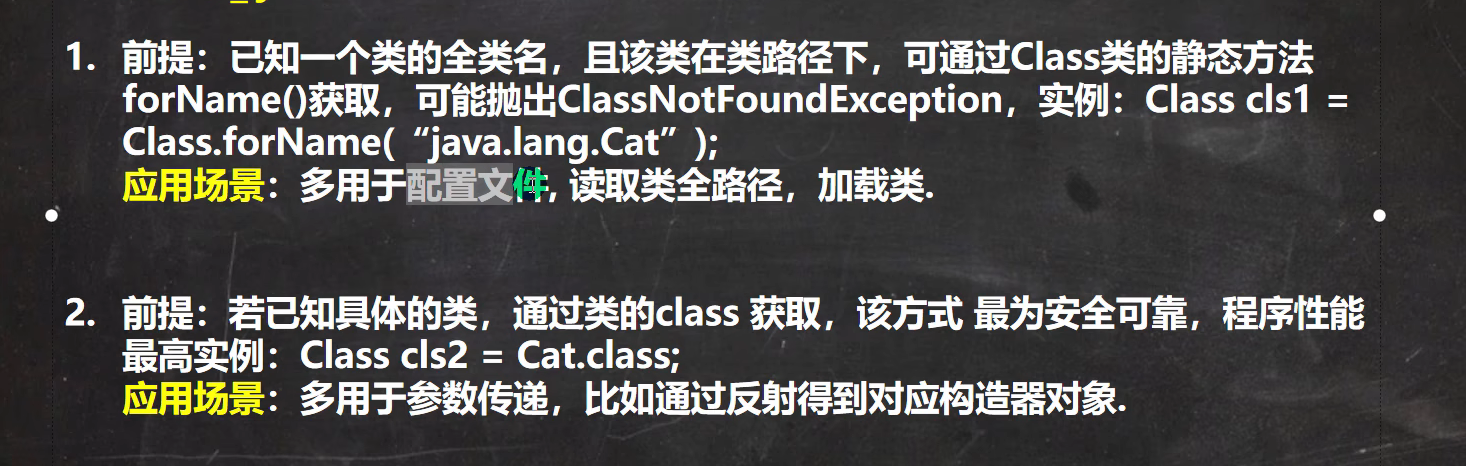 1. 前提：已知一个类的全类名，且该类在类路径下，可通过Class类的静态方法
forName()获取，可能抛出ClassNotFoundException，实例：Class cls1 =
Class.forName(“java.lang.Cat”);
应用场景：多用于配置文件, 读取类全路径，加载类.
2. 前提：若已知具体的类，通过类的class 获取，该方式 最为安全可靠，程序性能
最高实例：Class cls2 = Cat.class;
应用场景：多用于参数传递，比如通过反射得到对应构造器对象.